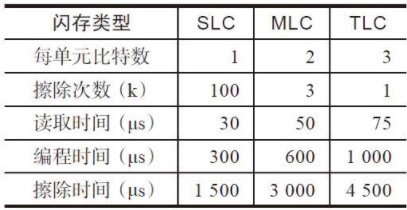 闪存类型 SLC MLC TLC
每单元比特数 1 2 3
擦除次数（k） 100 3 1
读取时间（μs） 30 50 75
编程时间（μs） 300 600 1 000
擦除时间（μs） 1 500 3 000 4 500